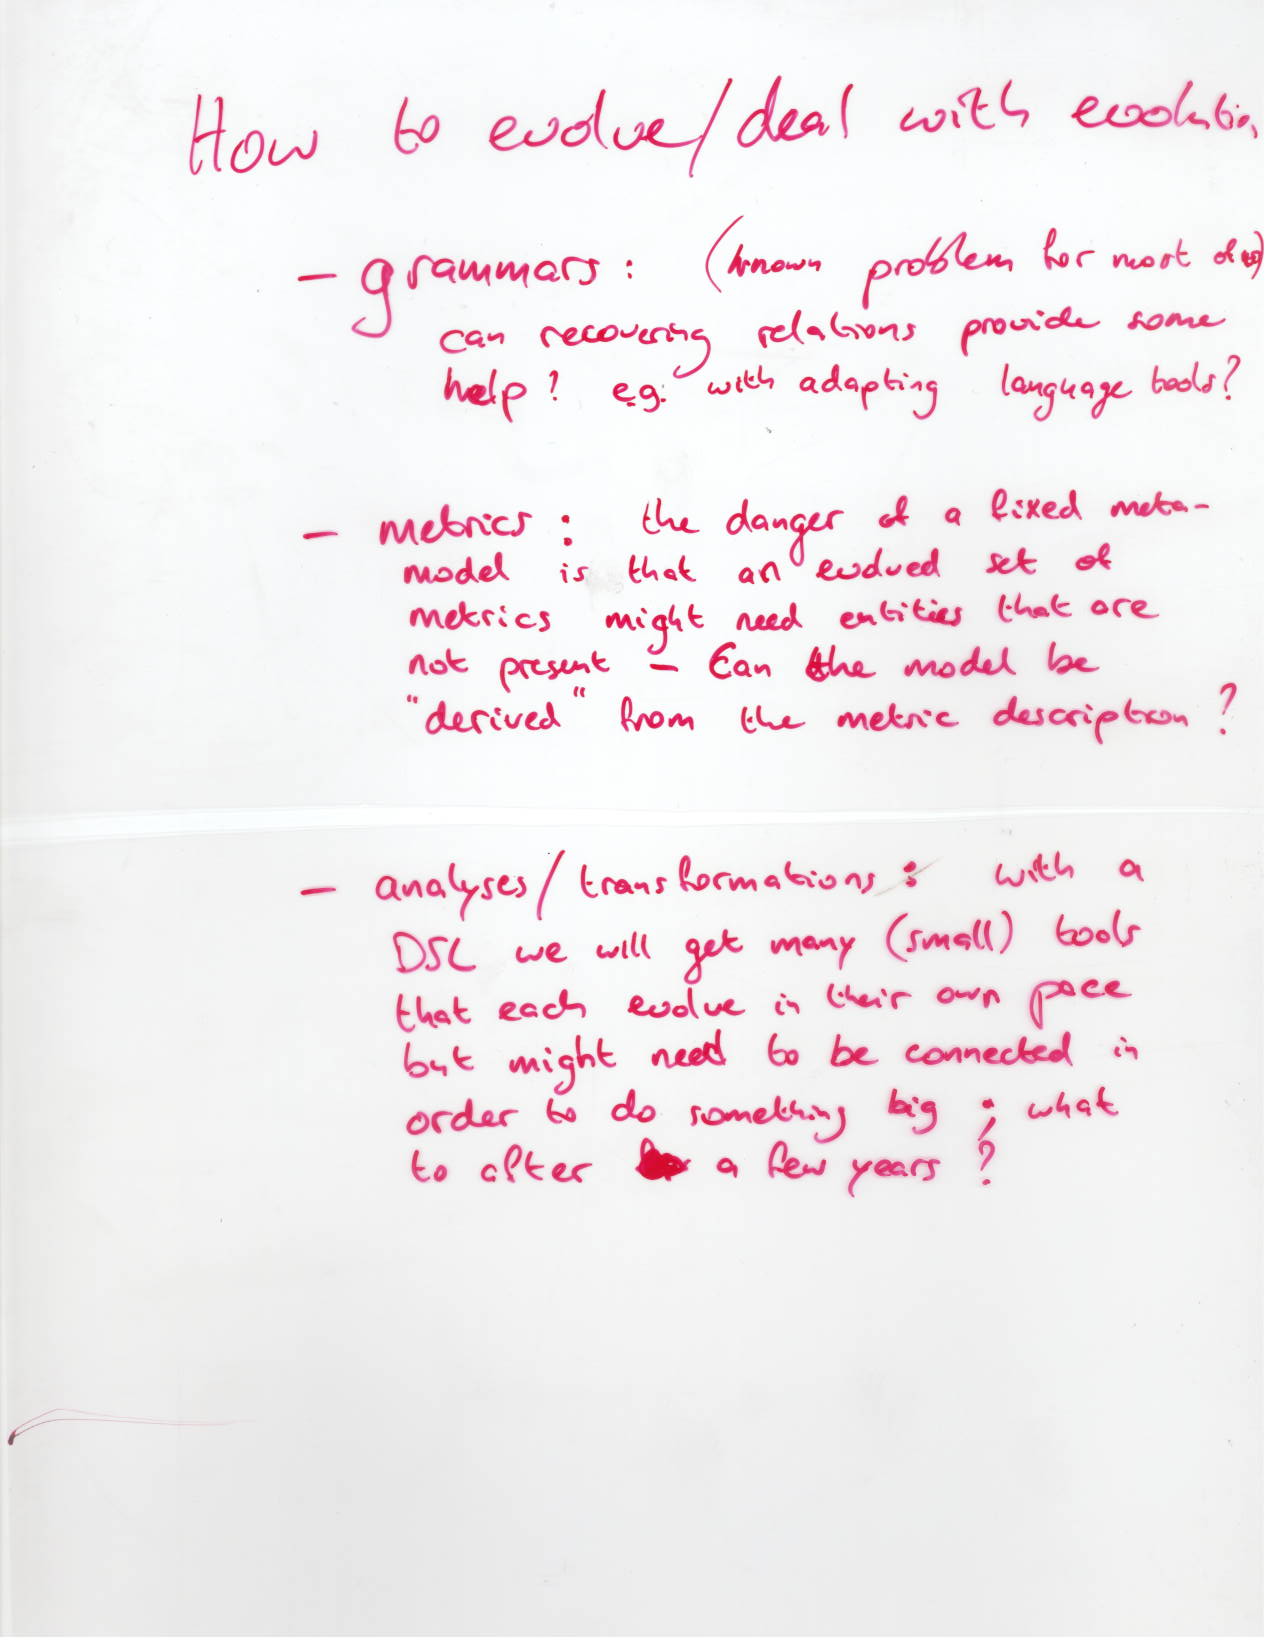 How to evolve/deal with evolution
- grammars: (known problem for most of us)
can recovering relations provide some
help? e.g. with adapting language tools?
- metrics: the danger of a fixed meta-
model is that an evolved set of
metrics might need entities that are
not present - Can the model be
"derived" from the metric description?
- analyses/transformations: with a
DSL we will get many (small) tools
that each evolve in their own pace
but might need to be connected in
order to do something big; what
to after a few years?